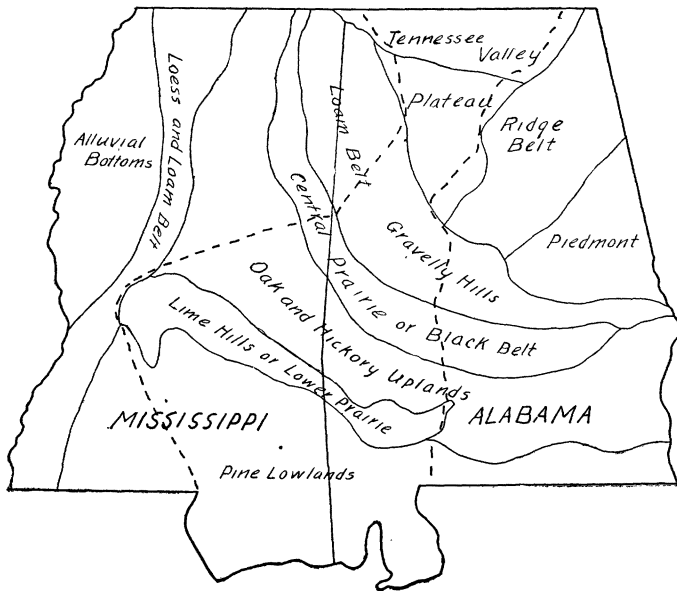 Tennessee
Valley
Plateau
Ridge
Belt
Loess and Loam Belt
Alluvial
Bottoms
Loam Belt
Piedmont
Central Prairie or Black Belt
Gravelly Hills
Oak and Hickory Uplands
Lime Hills or Lower Prairie
MISSISSIPPI
ALABAMA
Pine Lowlands